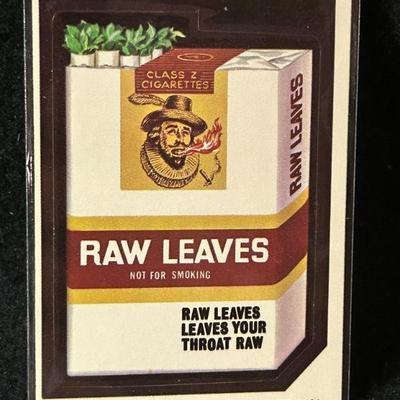 CLASS Z
CIGARETTES
RAW LEAVES
RAW LEAVES
NOT FOR SMOKING
RAW LEAVES
LEAVES YOUR
THROAT RAW